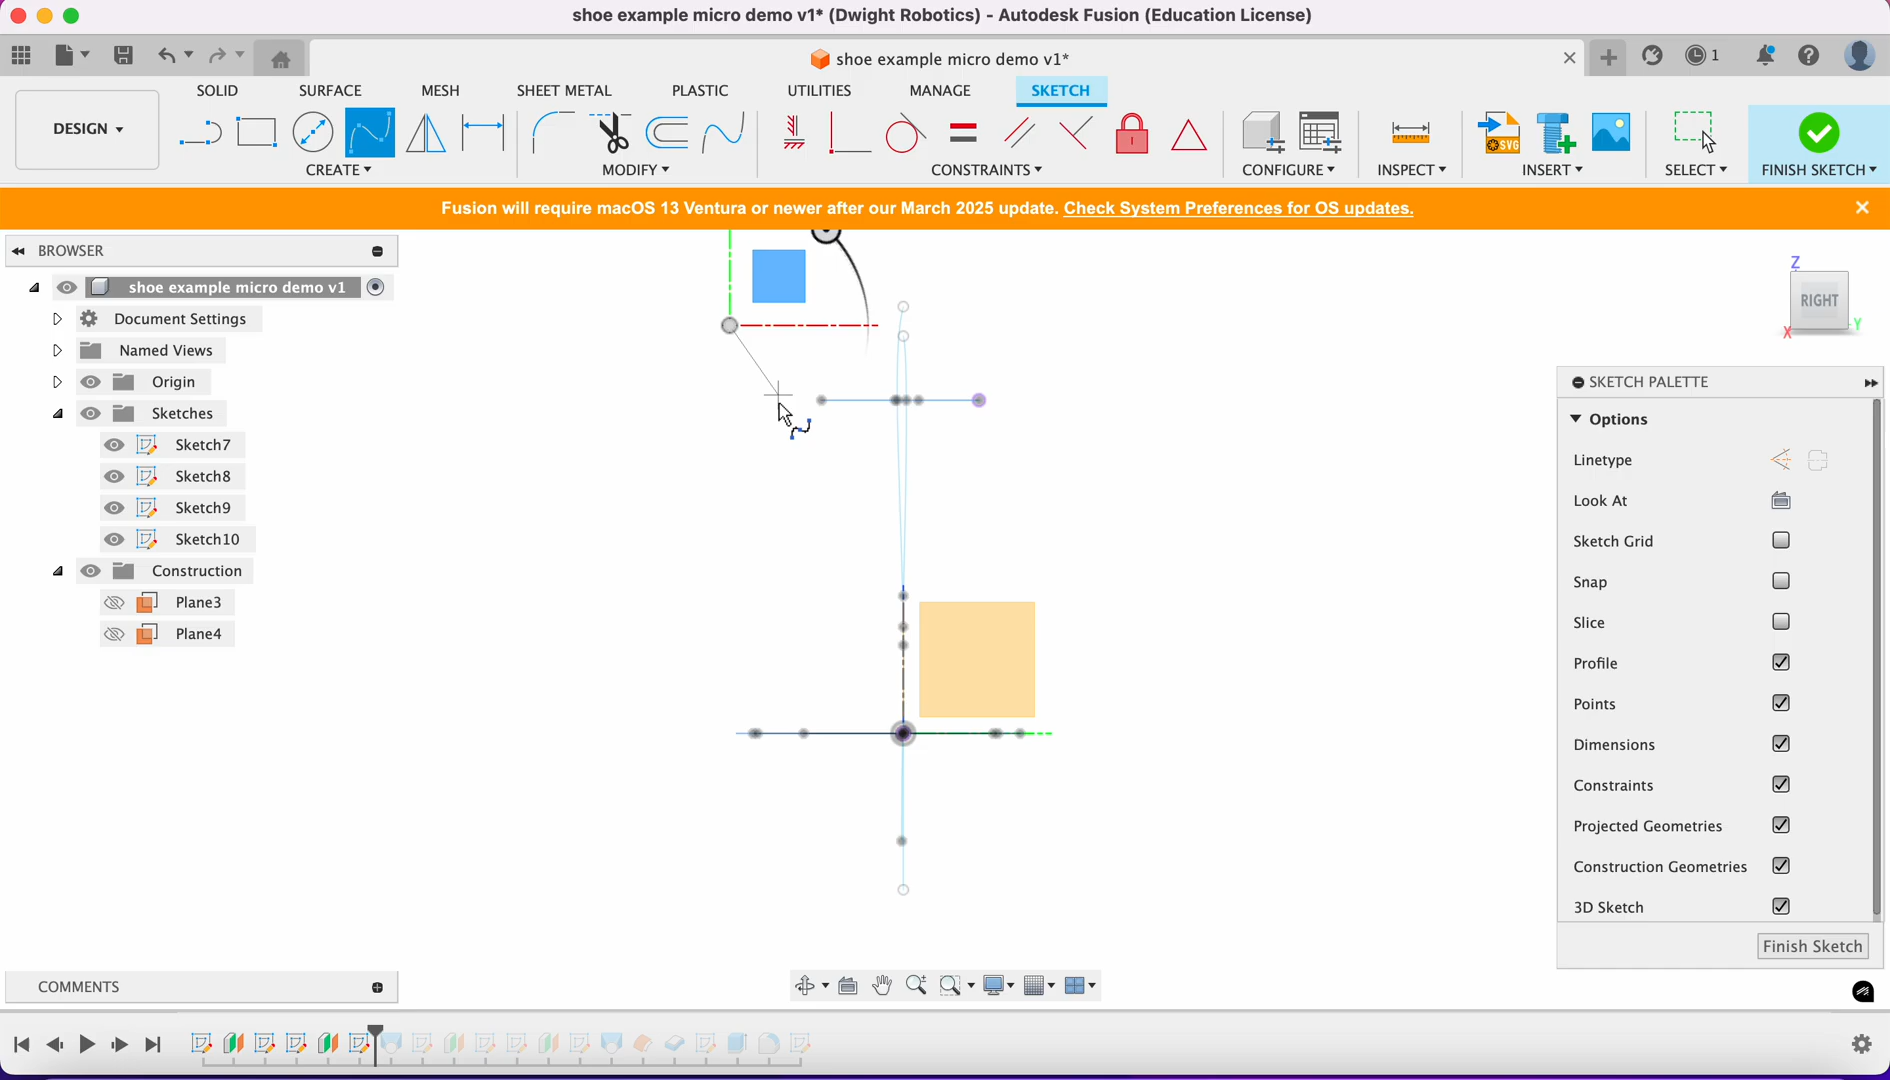 shoe example micro demo v1* (Dwight Robotics) - Autodesk Fusion (Education License)
shoe example micro demo v1*
1
SOLID
SURFACE
MESH
SHEET METAL
PLASTIC
UTILITIES
MANAGE
SKETCH
DESIGN
CREATE
MODIFY
CONSTRAINTS
CONFIGURE
INSPECT
SVG
INSERT
SELECT
FINISH SKETCH
Fusion will require macOS 13 Ventura or newer after our March 2025 update. Check System Preferences for OS updates.
BROWSER
shoe example micro demo v1
Document Settings
Named Views
Origin
Sketches
Sketch7
Sketch8
Sketch9
Sketch10
Construction
Plane3
Plane4
Z
RIGHT
X
Y
SKETCH PALETTE
Options
Linetype
Look At
Sketch Grid
Snap
Slice
Profile
Points
Dimensions
Constraints
Projected Geometries
Construction Geometries
3D Sketch
Finish Sketch
COMMENTS